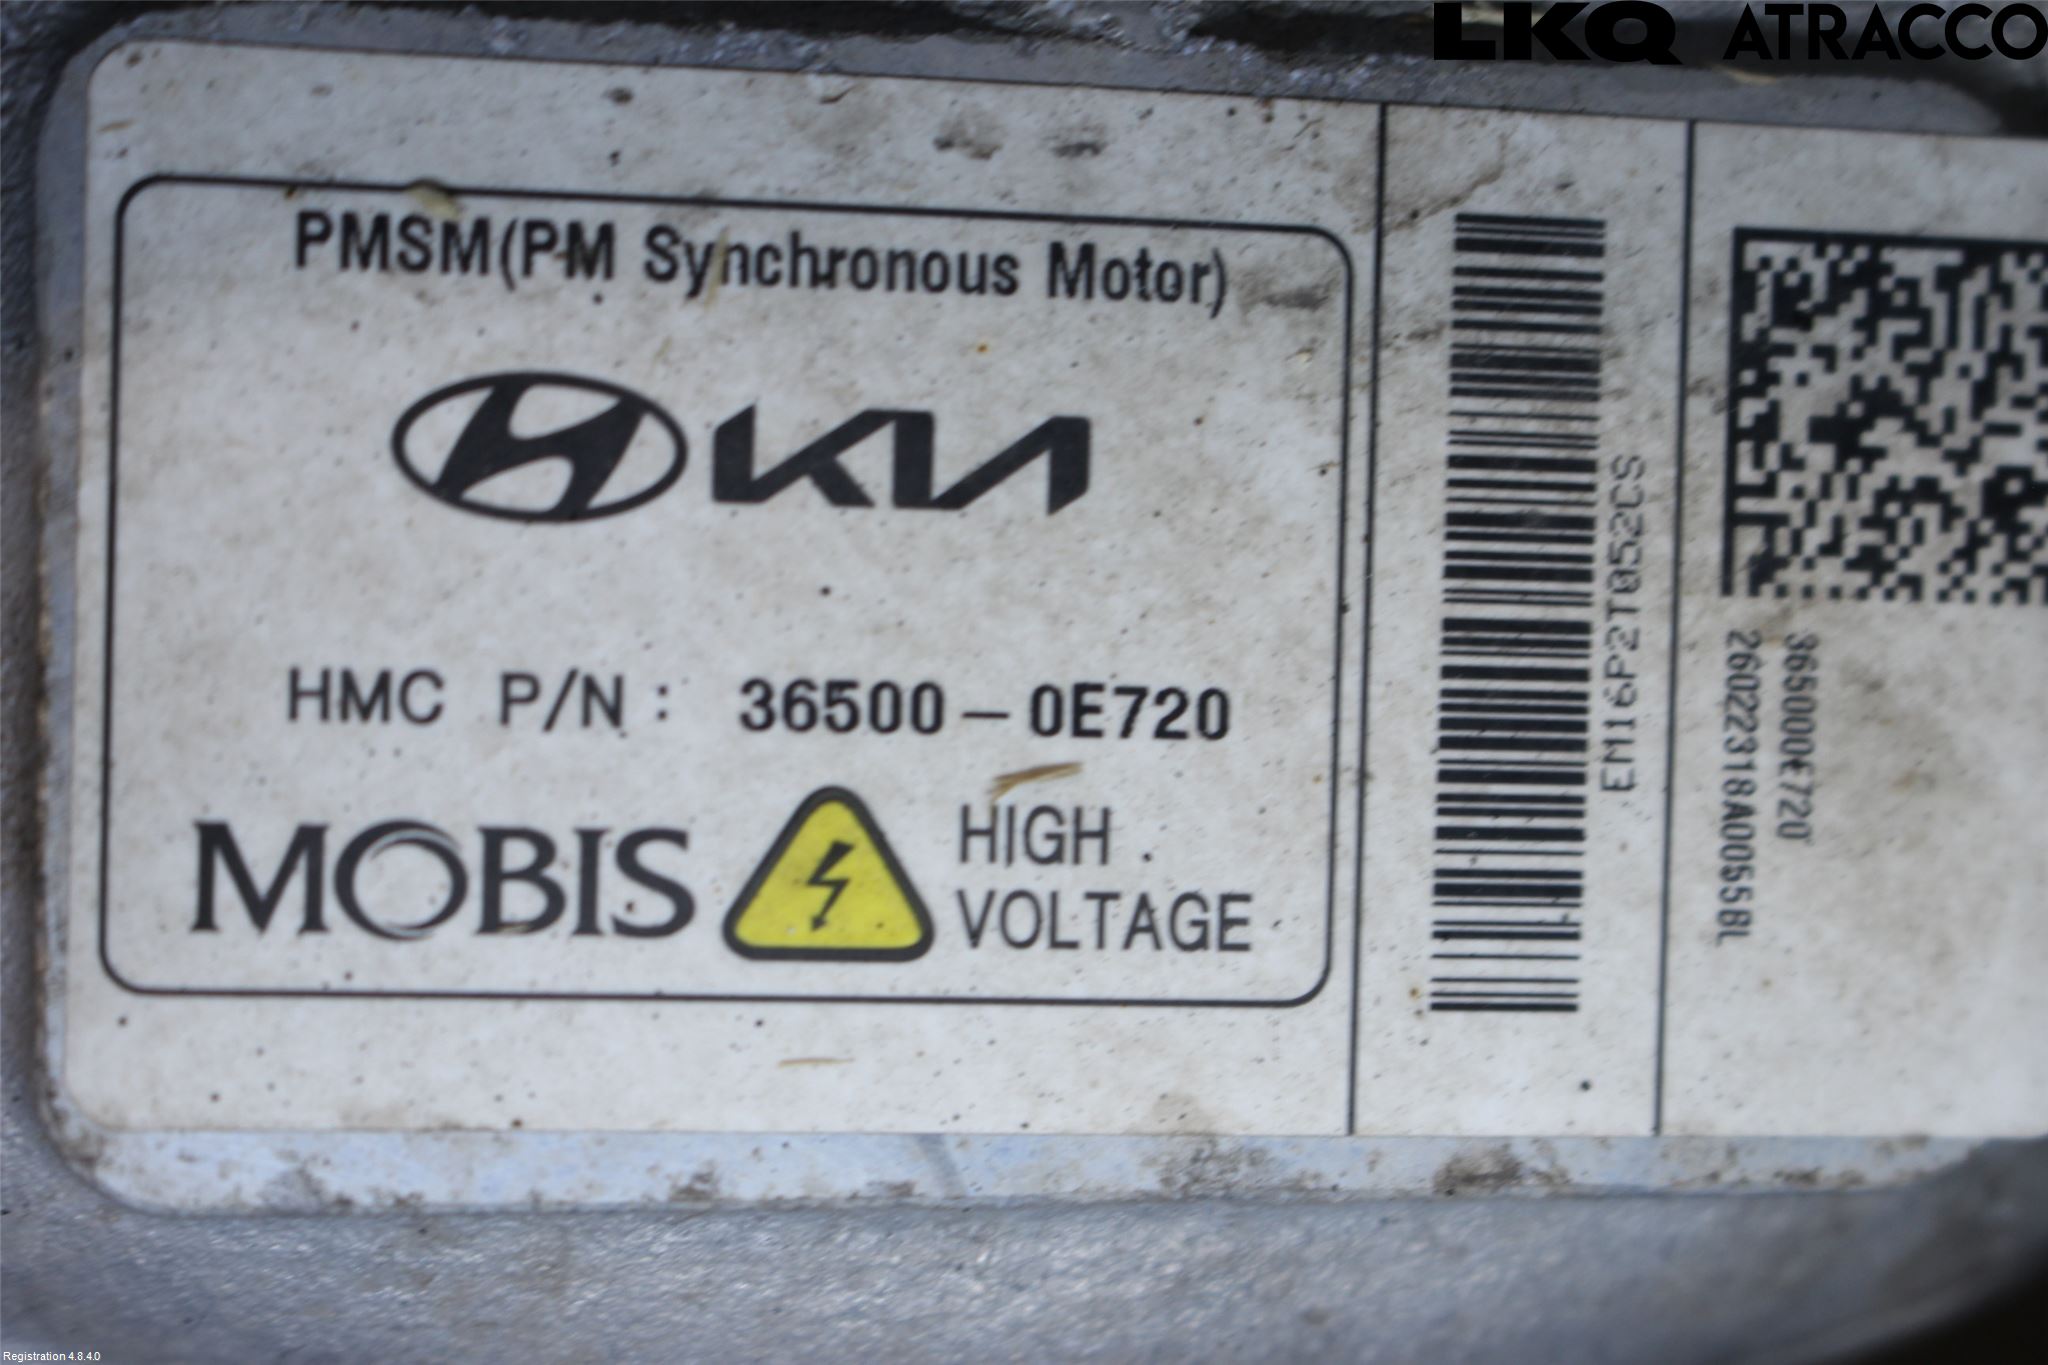 LKQ ATRACCO
PMSM(PM Synchronous Motor)
KIA
HMC P/N : 36500-0E720
MOBIS
HIGH
VOLTAGE
EM16P2T052CS
365000E720
26022318A0055BL
Registration 4.8.4.0